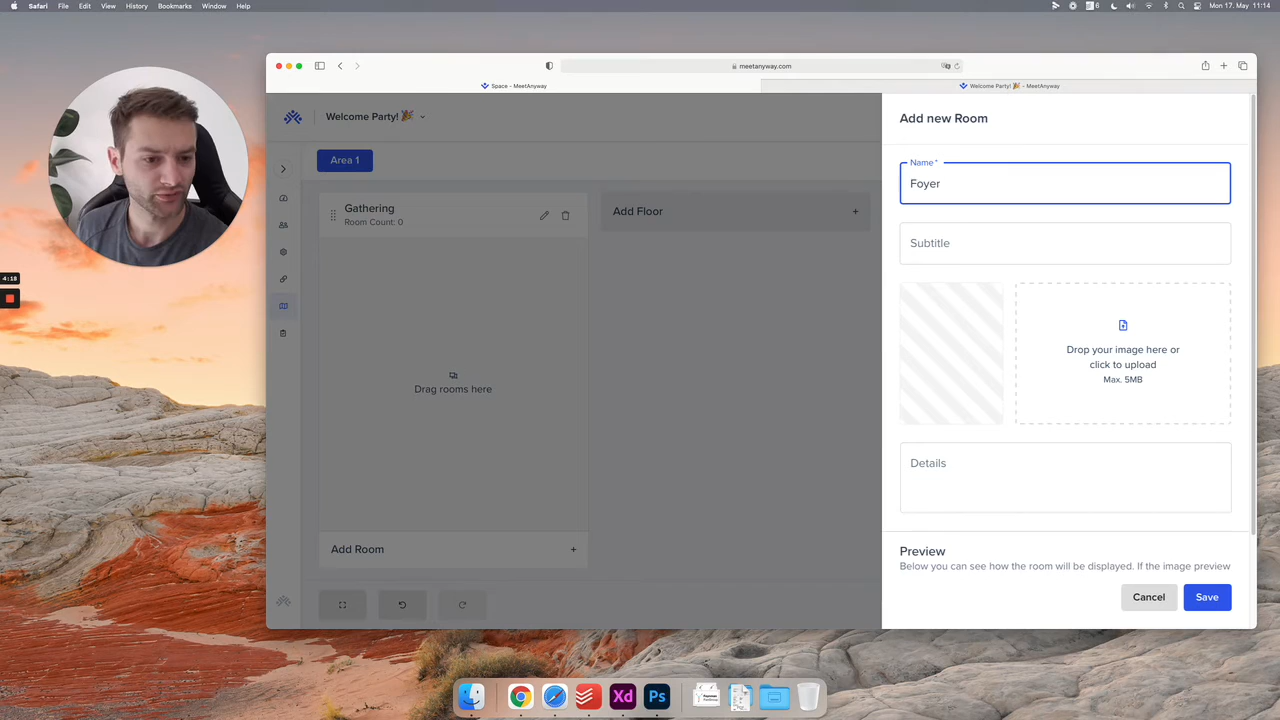 Safari File Edit View History Bookmarks Window Help
6
Mon 17. May 11:14
meetanyway.com
Space - MeetAnyway
Welcome Party! 🎉 - MeetAnyway
Welcome Party! 🎉
Area 1
Gathering
Room Count: 0
Add Floor +
Drag rooms here
Add Room +
4:18
Add new Room
Name *
Foyer
Subtitle
Drop your image here or
click to upload
Max. 5MB
Details
Preview
Below you can see how the room will be displayed. If the image preview
Cancel Save
Xd Ps